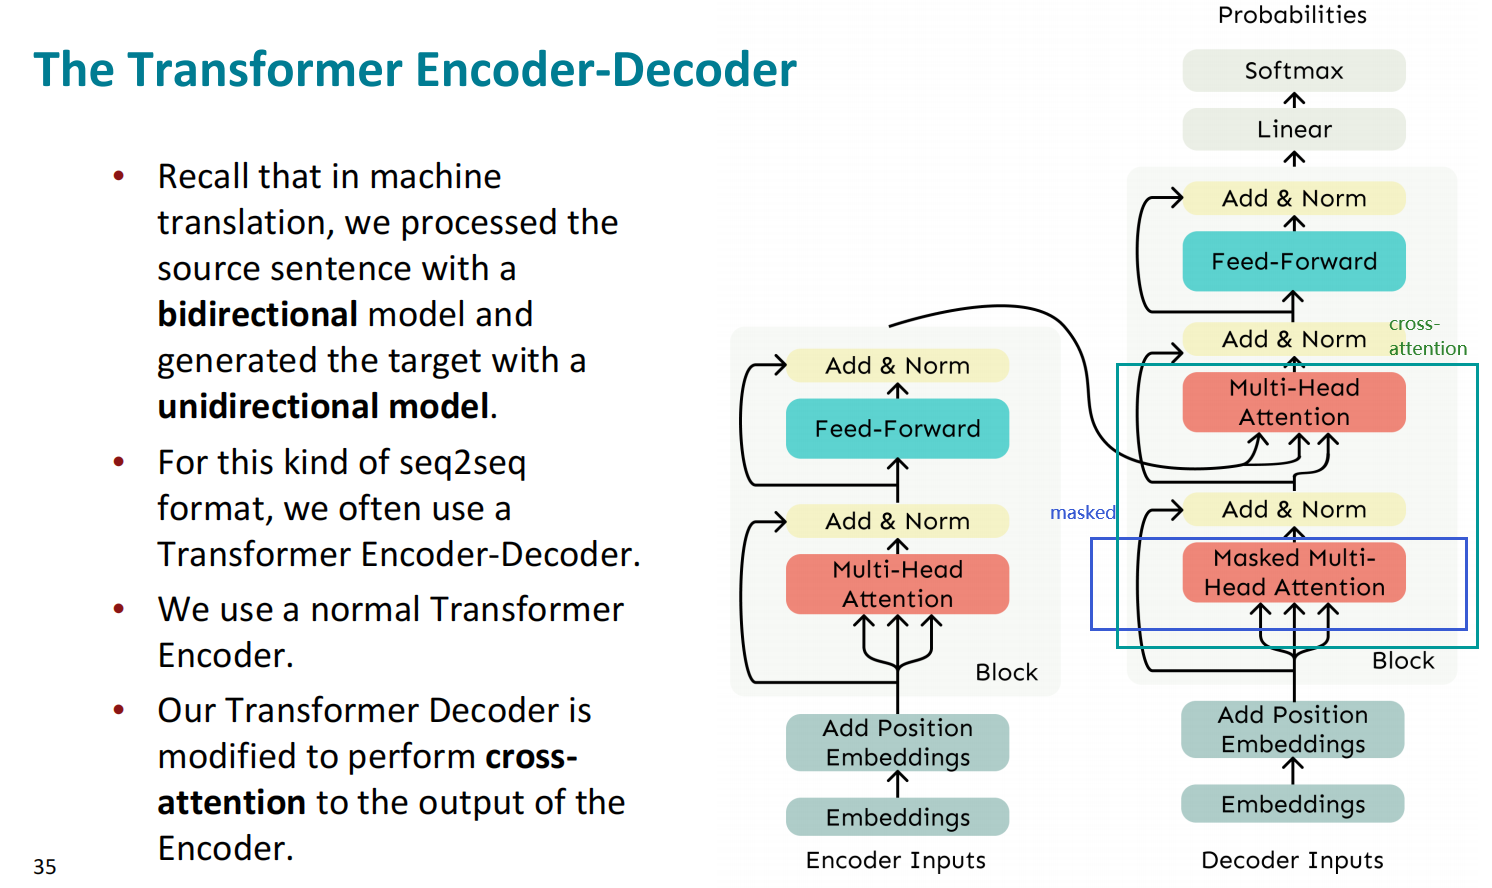 The Transformer Encoder-Decoder
• Recall that in machine
translation, we processed the
source sentence with a
bidirectional model and
generated the target with a
unidirectional model.
• For this kind of seq2seq
format, we often use a
Transformer Encoder-Decoder.
• We use a normal Transformer
Encoder.
• Our Transformer Decoder is
modified to perform cross-
attention to the output of the
Encoder.
35
Add & Norm
Feed-Forward
Add & Norm
Multi-Head
Attention
Block
Add Position
Embeddings
Embeddings
Encoder Inputs
Probabilities
Softmax
Linear
Add & Norm
Feed-Forward
cross-
attention
Add & Norm
Multi-Head
Attention
masked
Add & Norm
Masked Multi-
Head Attention
Block
Add Position
Embeddings
Embeddings
Decoder Inputs